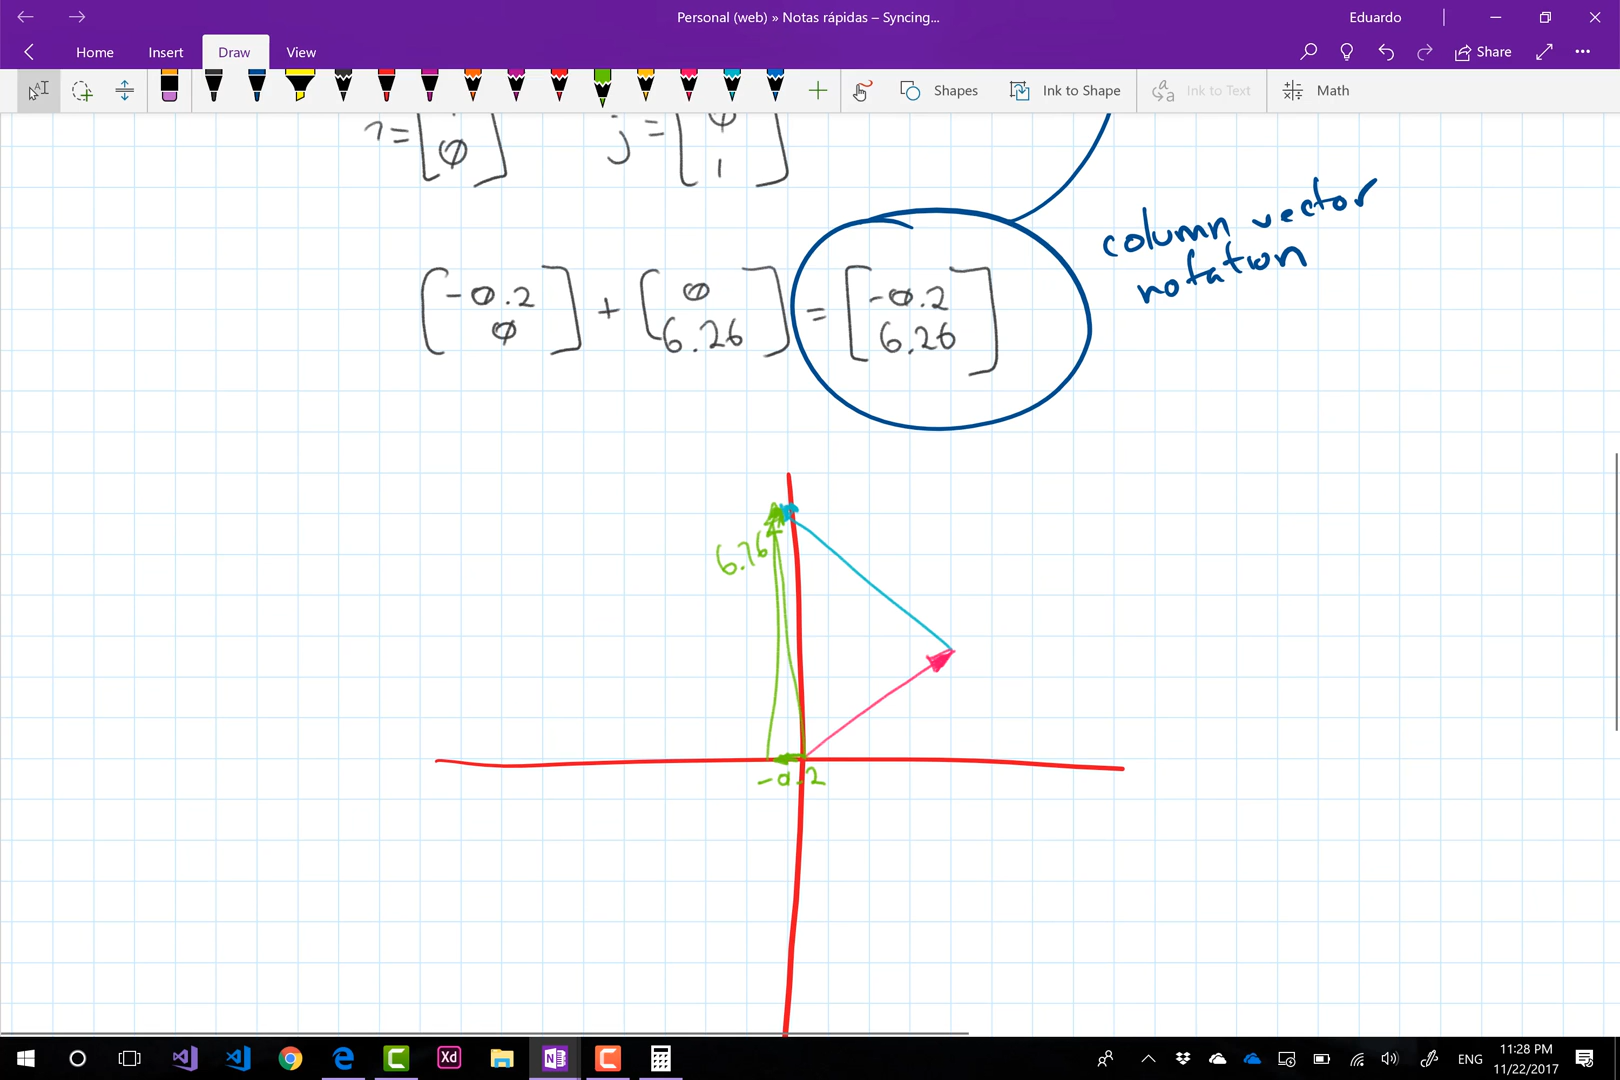 Personal (web) » Notas rápidas – Syncing...
Eduardo
Home Insert Draw View
Share
Shapes
Ink to Shape
Ink to Text
Math
j = [ 0
1 ]
[ -0.2
0 ] + [ 0
6.26 ] = [ -0.2
6.26 ]
column vector
notation
6.26
-0.2
Xd
ENG
11:28 PM
11/22/2017